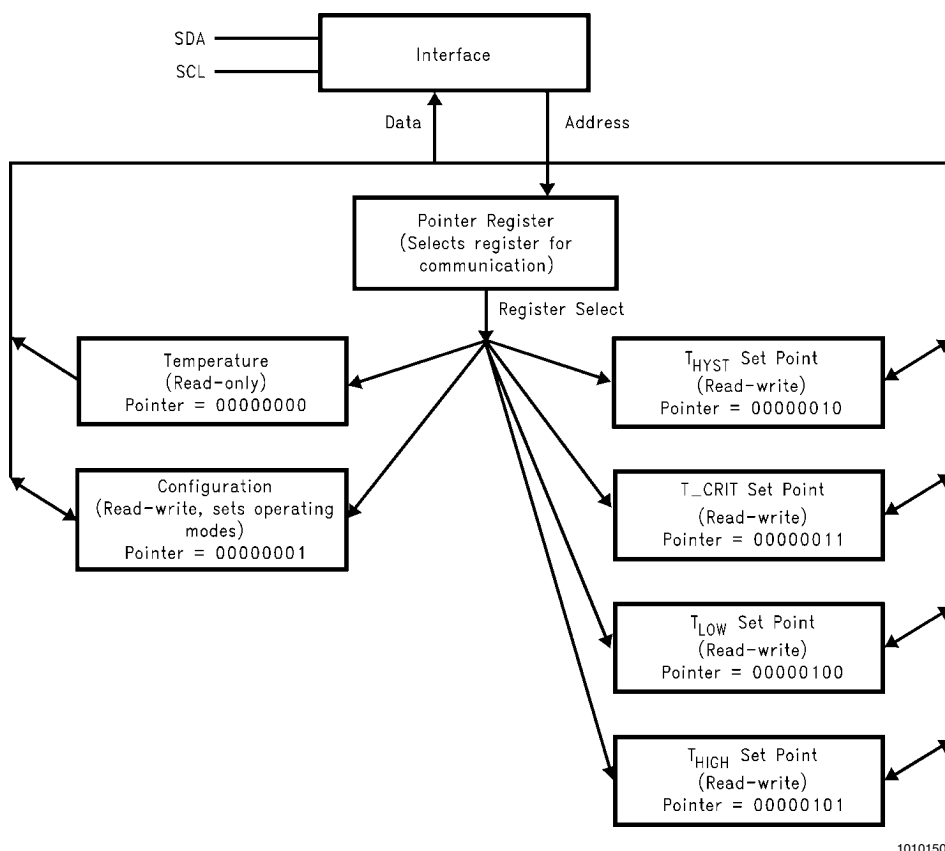 SDA
SCL
Interface
Data
Address
Pointer Register
(Selects register for
communication)
Register Select
Temperature
(Read-only)
Pointer = 00000000
Configuration
(Read-write, sets operating
modes)
Pointer = 00000001
THYST Set Point
(Read-write)
Pointer = 00000010
T_CRIT Set Point
(Read-write)
Pointer = 00000011
TLOW Set Point
(Read-write)
Pointer = 00000100
THIGH Set Point
(Read-write)
Pointer = 00000101